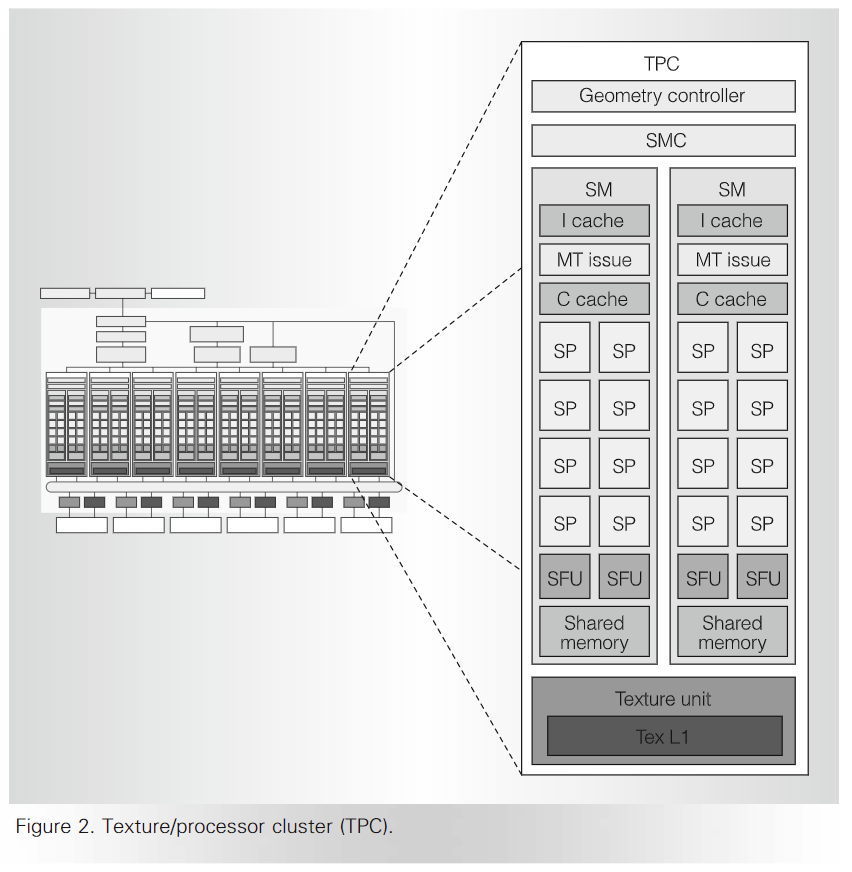 TPC
Geometry controller
SMC
SM
I cache
MT issue
C cache
SP SP
SP SP
SP SP
SP SP
SFU SFU
Shared
memory
SM
I cache
MT issue
C cache
SP SP
SP SP
SP SP
SP SP
SFU SFU
Shared
memory
Texture unit
Tex L1
Figure 2. Texture/processor cluster (TPC).